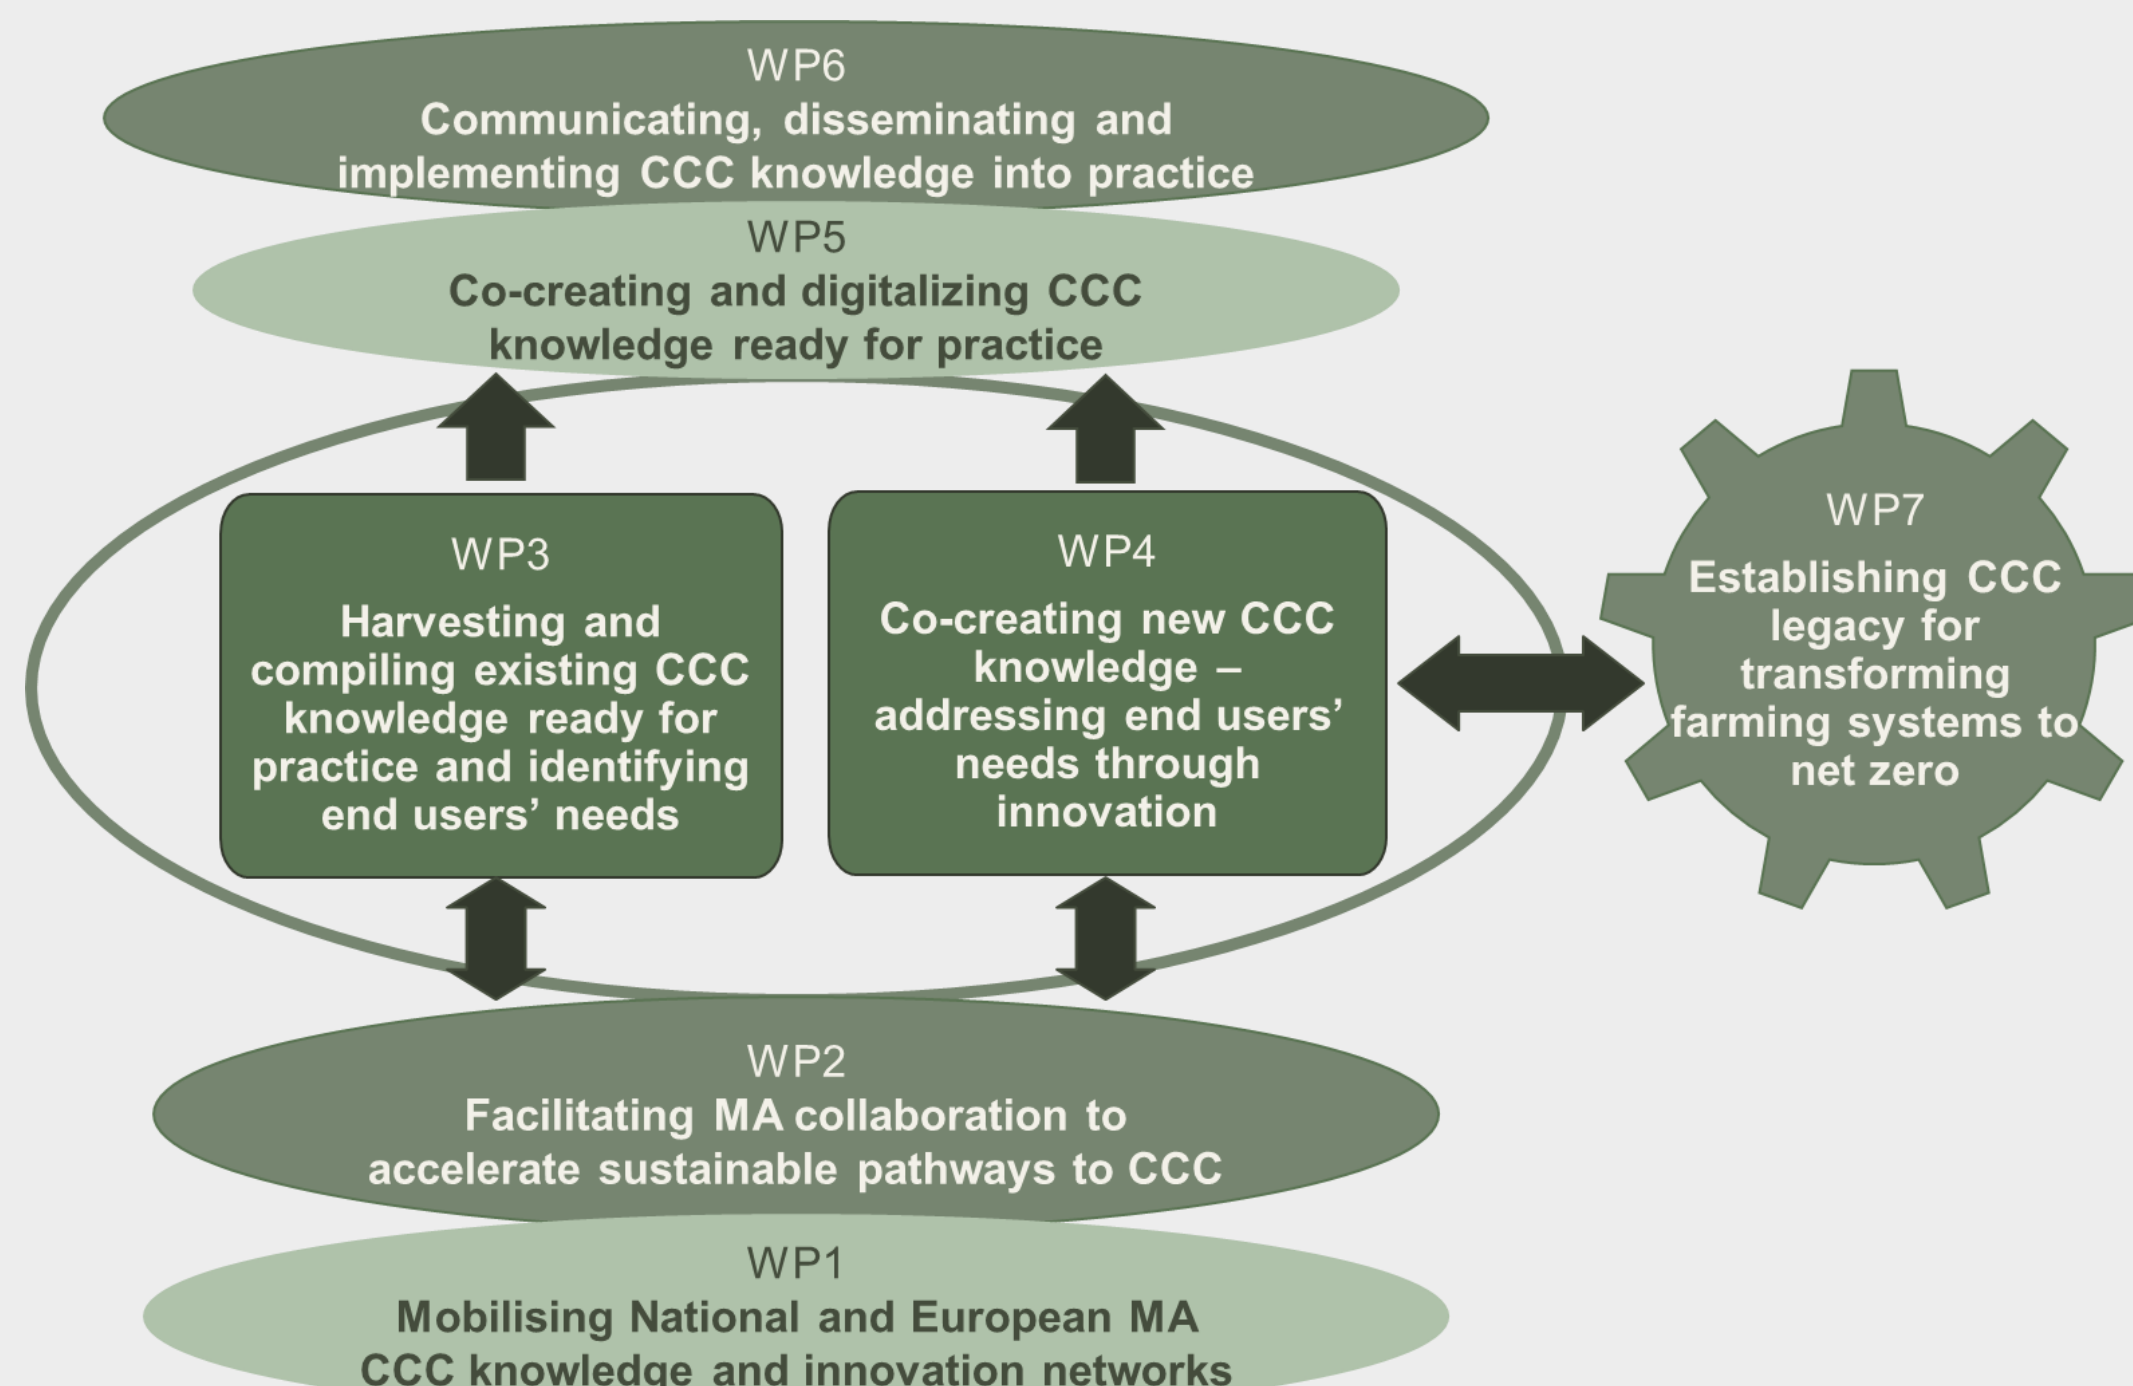 WP6
Communicating, disseminating and
implementing CCC knowledge into practice
WP5
Co-creating and digitalizing CCC
knowledge ready for practice
WP3
Harvesting and
compiling existing CCC
knowledge ready for
practice and identifying
end users’ needs
WP4
Co-creating new CCC
knowledge –
addressing end users’
needs through
innovation
WP7
Establishing CCC
legacy for
transforming
farming systems to
net zero
WP2
Facilitating MA collaboration to
accelerate sustainable pathways to CCC
WP1
Mobilising National and European MA
CCC knowledge and innovation networks